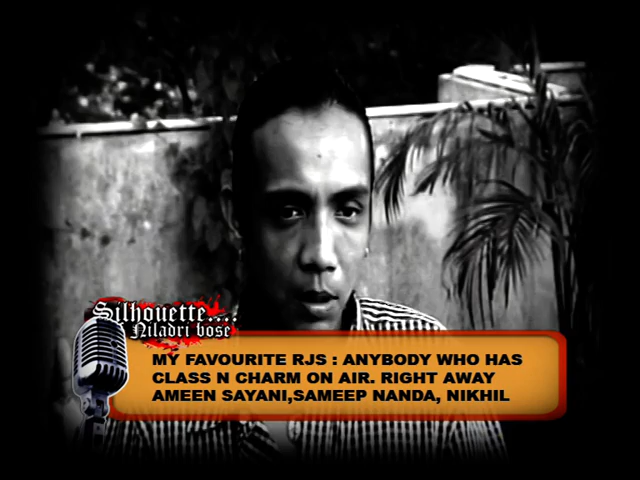 Silhouette....
Niladri bose
MY FAVOURITE RJS : ANYBODY WHO HAS
CLASS N CHARM ON AIR. RIGHT AWAY
AMEEN SAYANI,SAMEEP NANDA, NIKHIL